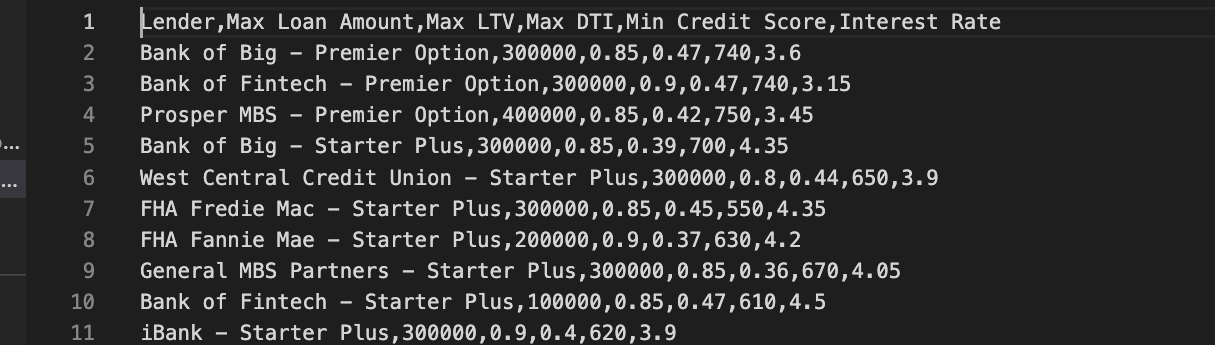 1 Lender,Max Loan Amount,Max LTV,Max DTI,Min Credit Score,Interest Rate
2 Bank of Big – Premier Option,300000,0.85,0.47,740,3.6
3 Bank of Fintech – Premier Option,300000,0.9,0.47,740,3.15
4 Prosper MBS – Premier Option,400000,0.85,0.42,750,3.45
5 Bank of Big – Starter Plus,300000,0.85,0.39,700,4.35
6 West Central Credit Union – Starter Plus,300000,0.8,0.44,650,3.9
7 FHA Fredie Mac – Starter Plus,300000,0.85,0.45,550,4.35
8 FHA Fannie Mae – Starter Plus,200000,0.9,0.37,630,4.2
9 General MBS Partners – Starter Plus,300000,0.85,0.36,670,4.05
10 Bank of Fintech – Starter Plus,100000,0.85,0.47,610,4.5
11 iBank – Starter Plus,300000,0.9,0.4,620,3.9